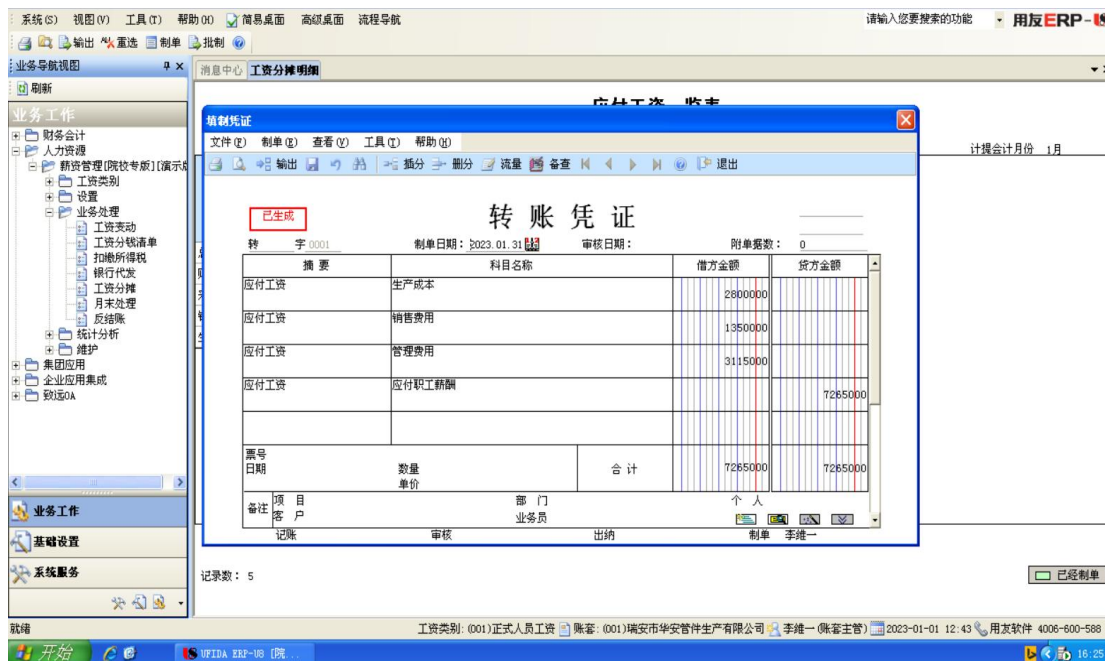 系统(S) 视图(V) 工具(T) 帮助(H) 简易桌面 高级桌面 流程导航 请输入您要搜索的功能 用友ERP-U8
输出 重选 制单 批制
业务导航视图
消息中心 工资分摊明细
刷新
业务工作
财务会计
人力资源
薪资管理[院校专版][演示版
工资类别
设置
业务处理
工资变动
工资分钱清单
扣缴所得税
银行代发
工资分摊
月末处理
反结账
统计分析
维护
集团应用
企业应用集成
致远OA
业务工作
基础设置
系统服务
应付工资一览表
计提会计月份 1月
填制凭证
文件(F) 制单(E) 查看(V) 工具(T) 帮助(H)
输出 插分 删分 流量 备查 退出
已生成
转账凭证
转 字 0001 制单日期: 2023.01.31 审核日期: 附单据数: 0
摘要 科目名称 借方金额 贷方金额
应付工资 生产成本 2800000
应付工资 销售费用 1350000
应付工资 管理费用 3115000
应付工资 应付职工薪酬 7265000
票号
日期 数量 合计 7265000 7265000
单价
备注 项目 部门 个人
客户 业务员
记账 审核 出纳 制单 李维一
记录数: 5 已经制单
就绪 工资类别:(001)正式人员工资 账套:(001)瑞安市华安管件生产有限公司 李维一(账套主管) 2023-01-01 12:43 用友软件 4006-600-588
开始 UFIDA ERP-U8 [院... 16:25